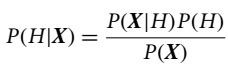 P(H|X) = P(X|H)P(H) / P(X)